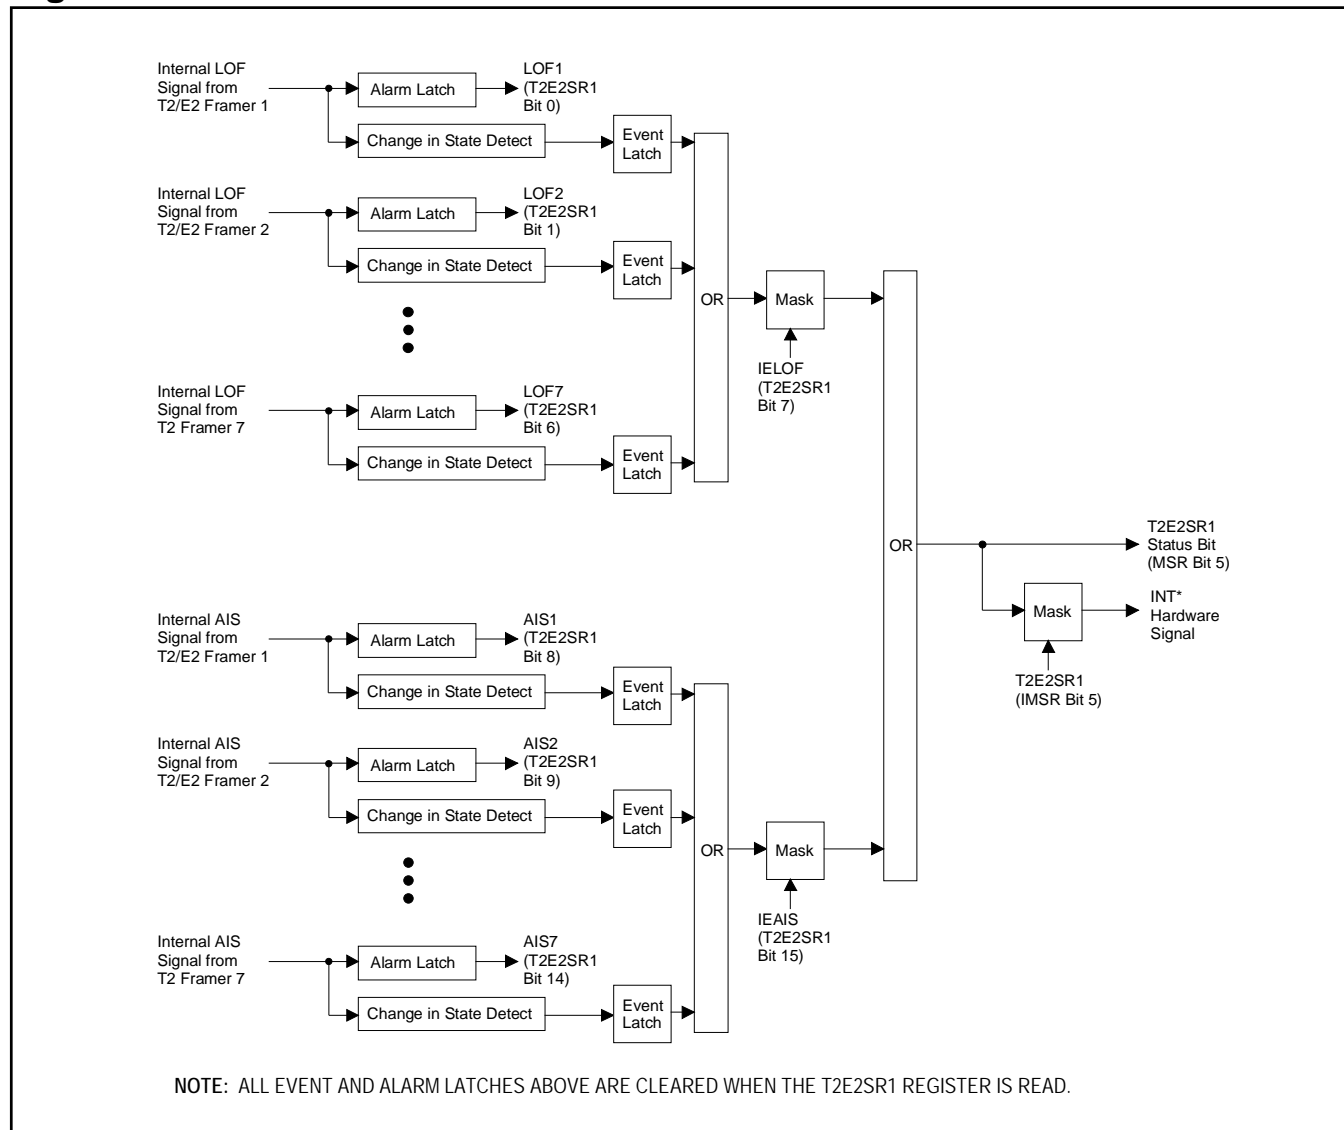 Internal LOF
Signal from
T2/E2 Framer 1
Alarm Latch
LOF1
(T2E2SR1
Bit 0)
Change in State Detect
Event
Latch
Internal LOF
Signal from
T2/E2 Framer 2
Alarm Latch
LOF2
(T2E2SR1
Bit 1)
Change in State Detect
Event
Latch
OR
Mask
IELOF
(T2E2SR1
Bit 7)
Internal LOF
Signal from
T2 Framer 7
Alarm Latch
LOF7
(T2E2SR1
Bit 6)
Change in State Detect
Event
Latch
OR
T2E2SR1
Status Bit
(MSR Bit 5)
Mask
INT*
Hardware
Signal
T2E2SR1
(IMSR Bit 5)
Internal AIS
Signal from
T2/E2 Framer 1
Alarm Latch
AIS1
(T2E2SR1
Bit 8)
Change in State Detect
Event
Latch
Internal AIS
Signal from
T2/E2 Framer 2
Alarm Latch
AIS2
(T2E2SR1
Bit 9)
Change in State Detect
Event
Latch
OR
Mask
IEAIS
(T2E2SR1
Bit 15)
Internal AIS
Signal from
T2 Framer 7
Alarm Latch
AIS7
(T2E2SR1
Bit 14)
Change in State Detect
Event
Latch
NOTE: ALL EVENT AND ALARM LATCHES ABOVE ARE CLEARED WHEN THE T2E2SR1 REGISTER IS READ.